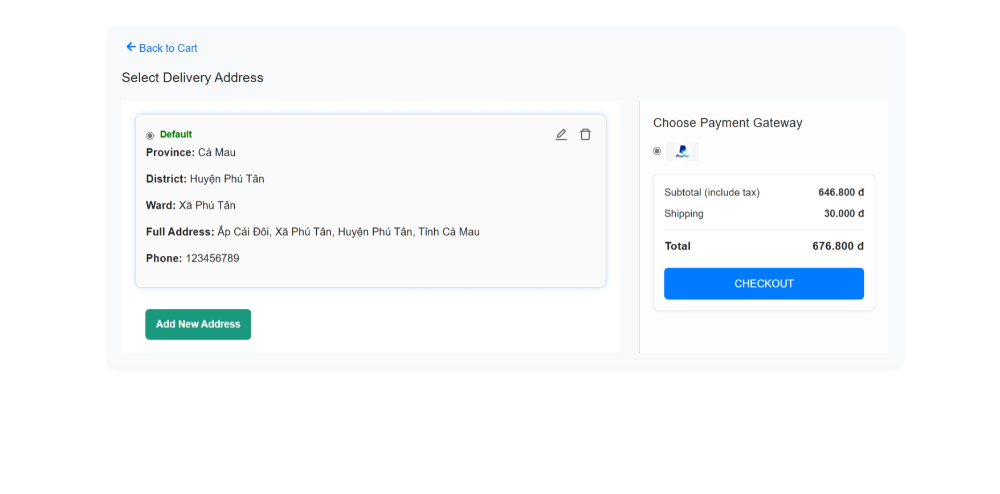 Back to Cart
Select Delivery Address
Default
Province: Cà Mau
District: Huyện Phú Tân
Ward: Xã Phú Tân
Full Address: Ấp Cái Đôi, Xã Phú Tân, Huyện Phú Tân, Tỉnh Cà Mau
Phone: 123456789
Add New Address
Choose Payment Gateway
PayPal
Subtotal (include tax) 646.800 đ
Shipping 30.000 đ
Total 676.800 đ
CHECKOUT